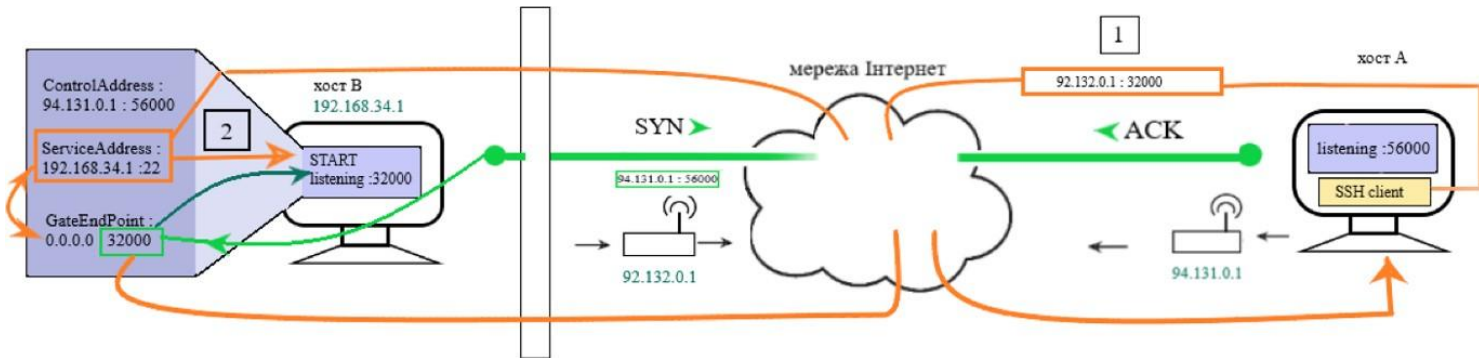 ControlAddress :
94.131.0.1 : 56000
ServiceAddress :
192.168.34.1 :22
GateEndPoint :
0.0.0.0 32000
2
хост B
192.168.34.1
START
listening :32000
SYN
94.131.0.1 : 56000
92.132.0.1
мережа Інтернет
1
92.132.0.1 : 32000
ACK
94.131.0.1
хост A
listening :56000
SSH client